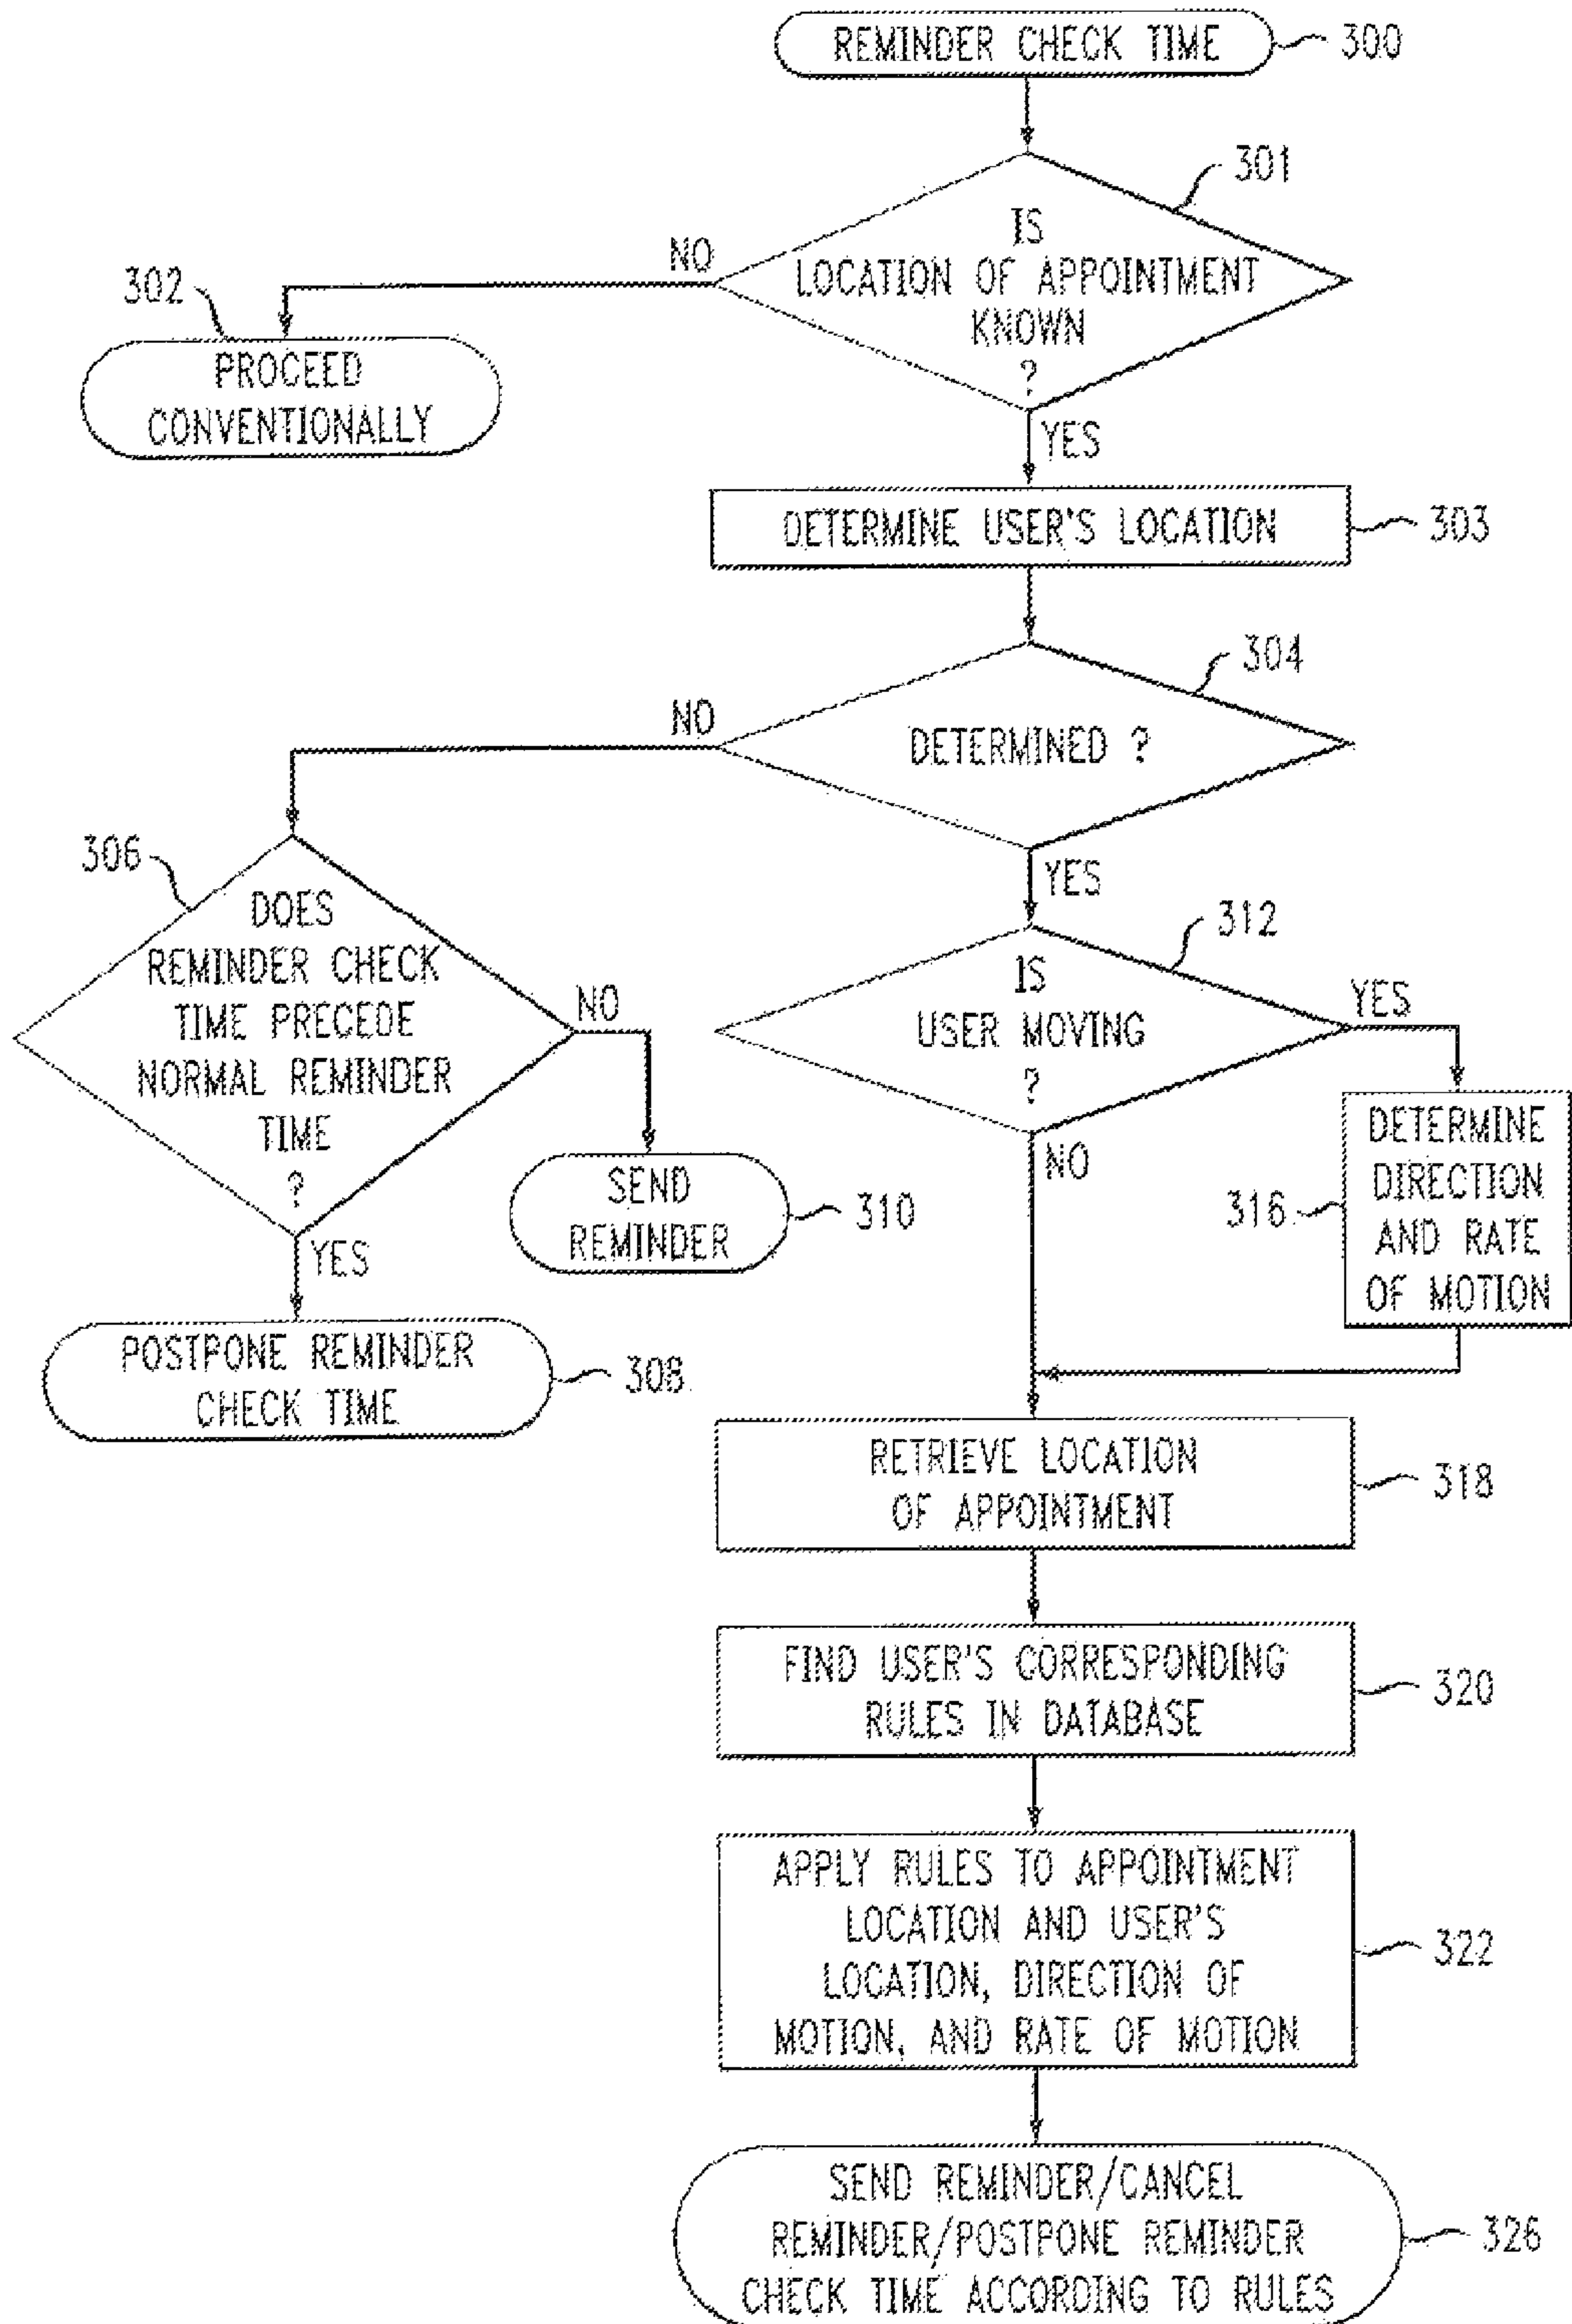 REMINDER CHECK TIME
300
301
IS
LOCATION OF APPOINTMENT
KNOWN
?
NO
302
PROCEED
CONVENTIONALLY
YES
DETERMINE USER'S LOCATION
303
304
DETERMINED ?
NO
306
DOES
REMINDER CHECK
TIME PRECEDE
NORMAL REMINDER
TIME
?
NO
SEND
REMINDER
310
YES
POSTPONE REMINDER
CHECK TIME
308
YES
312
IS
USER MOVING
?
YES
DETERMINE
DIRECTION
AND RATE
OF MOTION
316
NO
RETRIEVE LOCATION
OF APPOINTMENT
318
FIND USER'S CORRESPONDING
RULES IN DATABASE
320
APPLY RULES TO APPOINTMENT
LOCATION AND USER'S
LOCATION, DIRECTION OF
MOTION, AND RATE OF MOTION
322
SEND REMINDER/CANCEL
REMINDER/POSTPONE REMINDER
CHECK TIME ACCORDING TO RULES
326